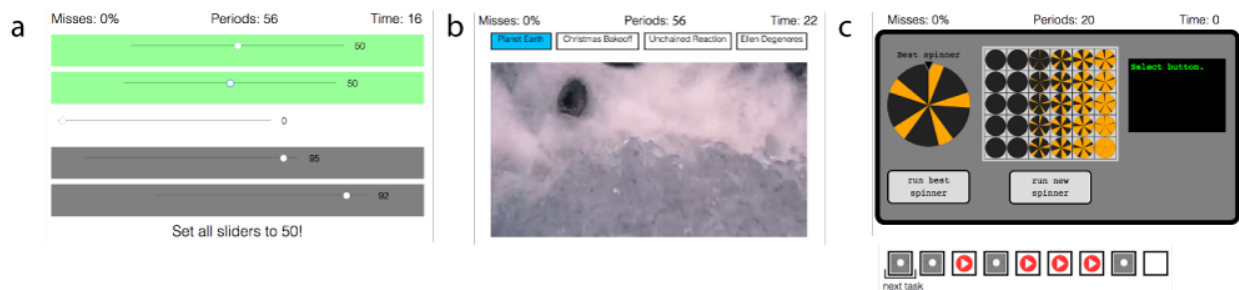 a
Misses: 0% Periods: 56 Time: 16
50
50
0
95
92
Set all sliders to 50!
b
Misses: 0% Periods: 56 Time: 22
Planet Earth Christmas Bakeoff Unchained Reaction Ellen Degeneres
c
Misses: 0% Periods: 20 Time: 0
Best spinner
Select button.
run best
spinner
run new
spinner
next task